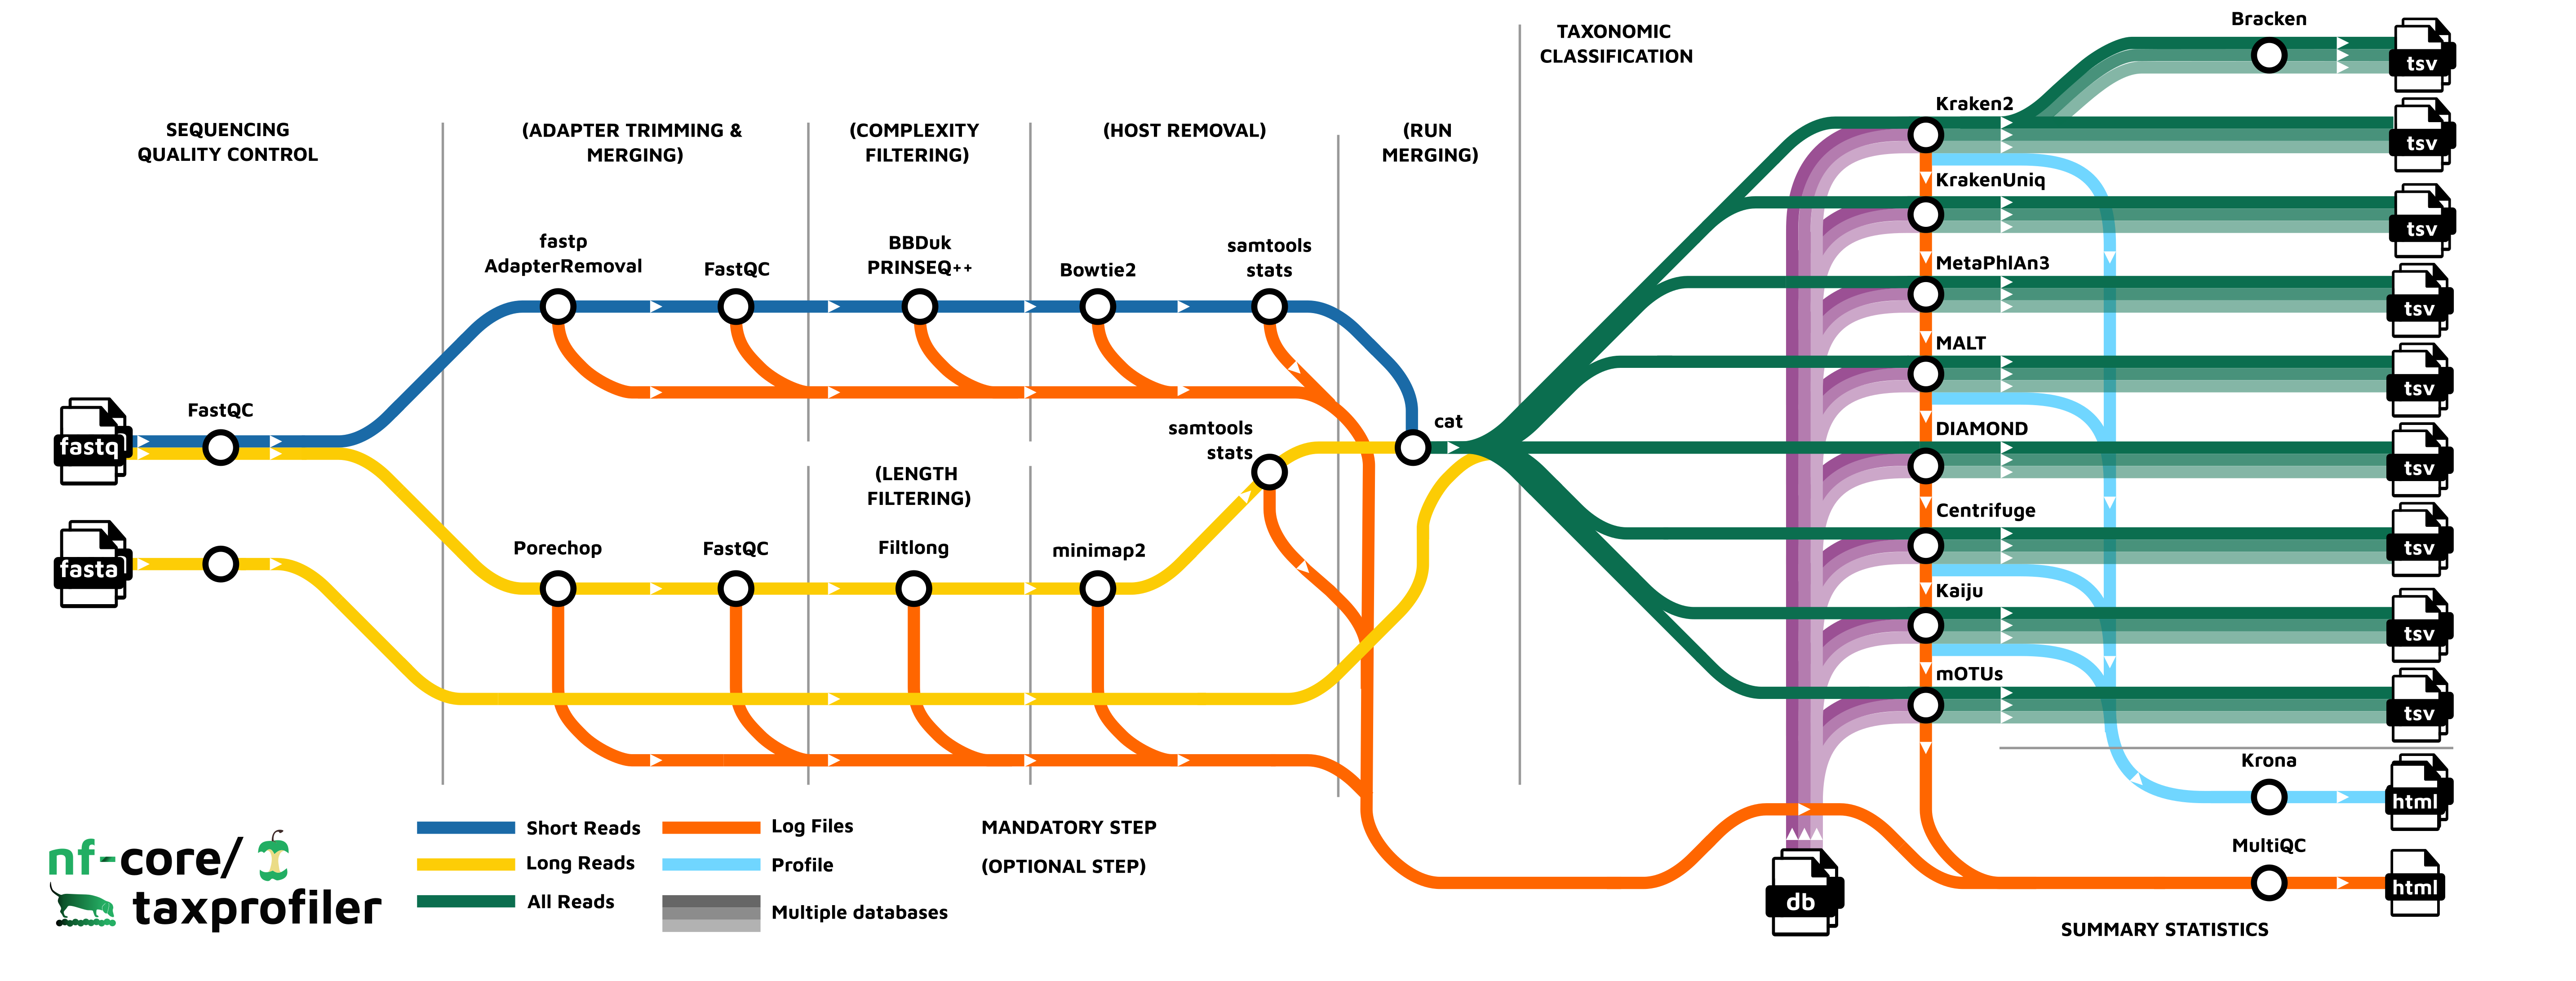 SEQUENCING
QUALITY CONTROL
(ADAPTER TRIMMING &
MERGING)
(COMPLEXITY
FILTERING)
(HOST REMOVAL)
(RUN
MERGING)
TAXONOMIC
CLASSIFICATION
fastq
FastQC
fasta
fastp
AdapterRemoval
FastQC
BBDuk
PRINSEQ++
Bowtie2
samtools
stats
(LENGTH
FILTERING)
Porechop
FastQC
Filtlong
minimap2
samtools
stats
cat
Bracken
tsv
Kraken2
tsv
KrakenUniq
tsv
MetaPhlAn3
tsv
MALT
tsv
DIAMOND
tsv
Centrifuge
tsv
Kaiju
tsv
mOTUs
tsv
Krona
html
MultiQC
html
db
SUMMARY STATISTICS
nf-core/
taxprofiler
Short Reads
Long Reads
All Reads
Log Files
Profile
Multiple databases
MANDATORY STEP
(OPTIONAL STEP)